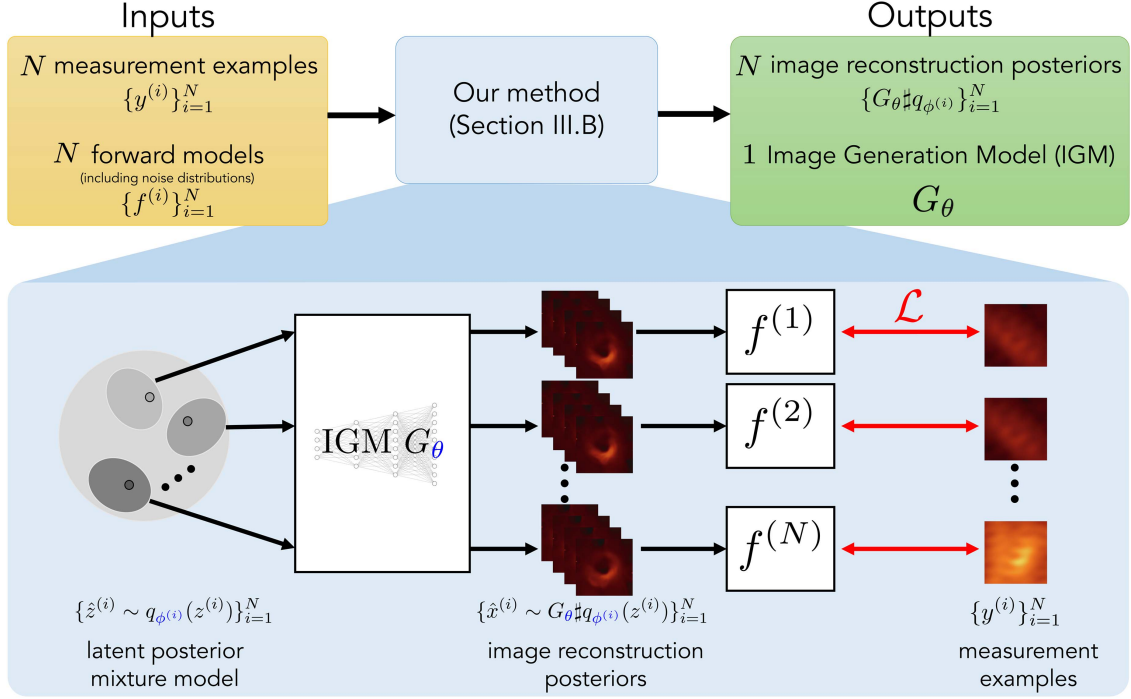 Inputs
N measurement examples
{y^{(i)}}_{i=1}^{N}
N forward models
(including noise distributions)
{f^{(i)}}_{i=1}^{N}
Our method
(Section III.B)
Outputs
N image reconstruction posteriors
{G_θ♯q_{ϕ^{(i)}}}_{i=1}^{N}
1 Image Generation Model (IGM)
G_θ
IGM G_θ
f^{(1)}
ℒ
f^{(2)}
f^{(N)}
{ẑ^{(i)} ∼ q_{ϕ^{(i)}}(z^{(i)})}_{i=1}^{N}
latent posterior
mixture model
{x̂^{(i)} ∼ G_θ♯q_{ϕ^{(i)}}(z^{(i)})}_{i=1}^{N}
image reconstruction
posteriors
{y^{(i)}}_{i=1}^{N}
measurement
examples